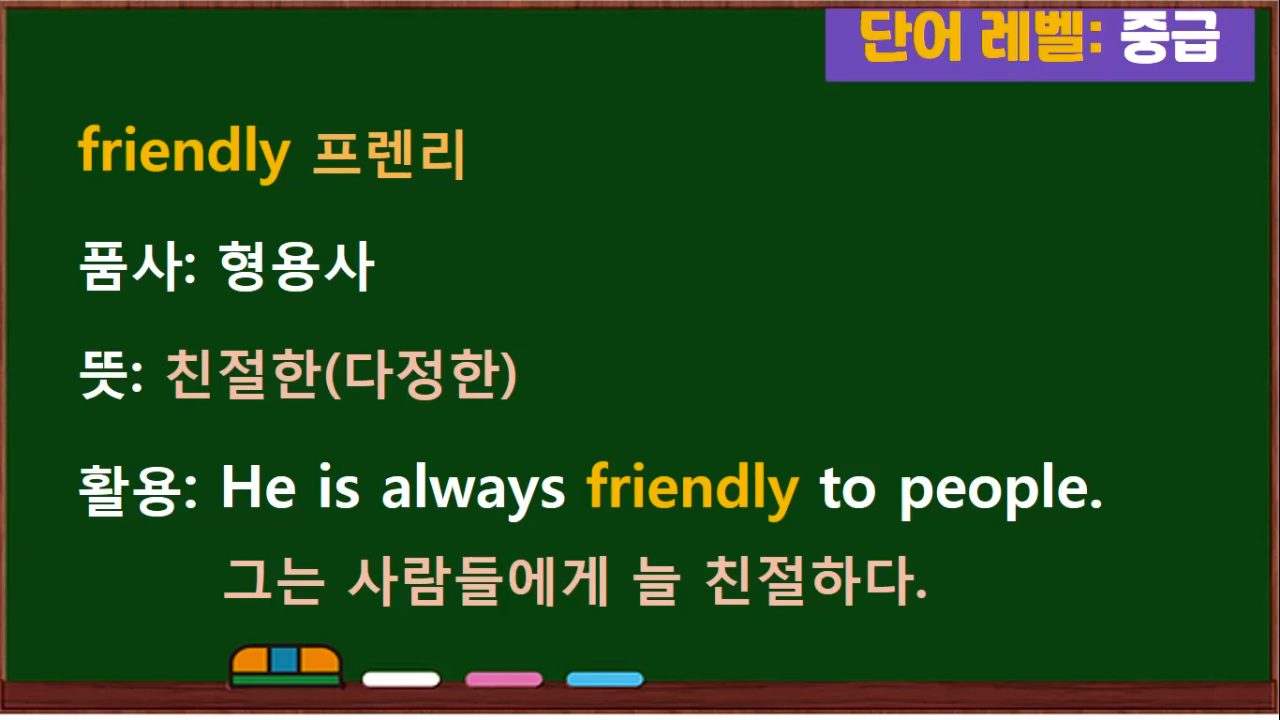 단어 레벨: 중급
friendly 프렌리
품사: 형용사
뜻: 친절한(다정한)
활용: He is always friendly to people.
그는 사람들에게 늘 친절하다.